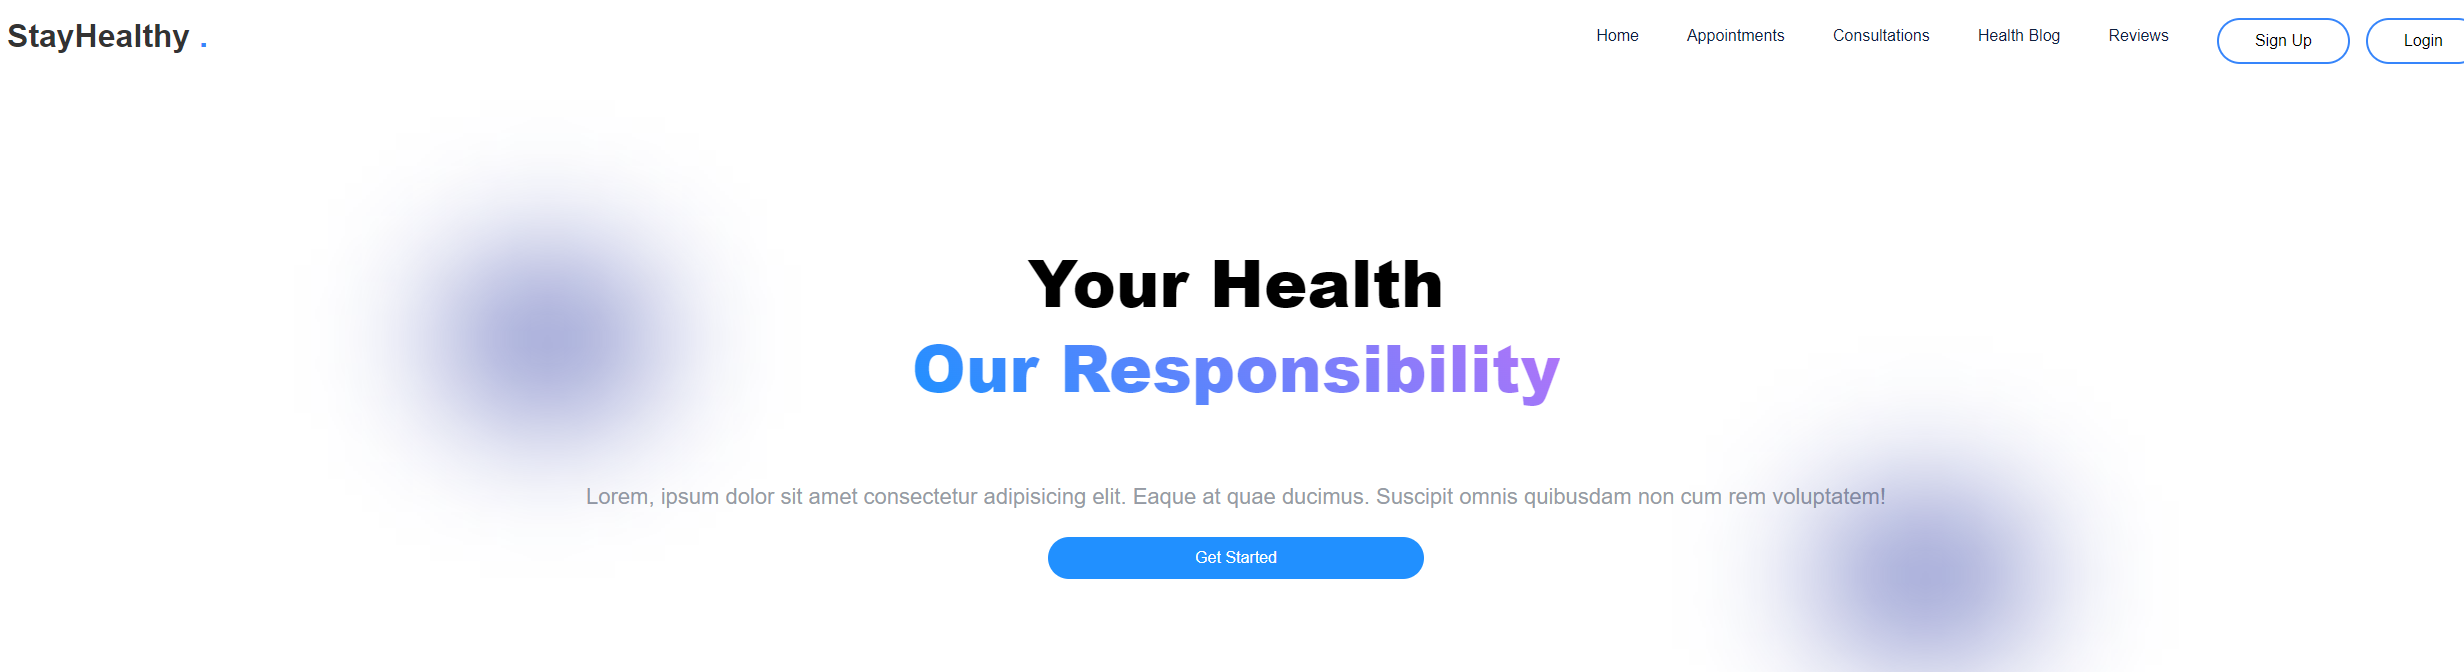 StayHealthy .
Home
Appointments
Consultations
Health Blog
Reviews
Sign Up
Login
Your Health
Our Responsibility
Lorem, ipsum dolor sit amet consectetur adipisicing elit. Eaque at quae ducimus. Suscipit omnis quibusdam non cum rem voluptatem!
Get Started